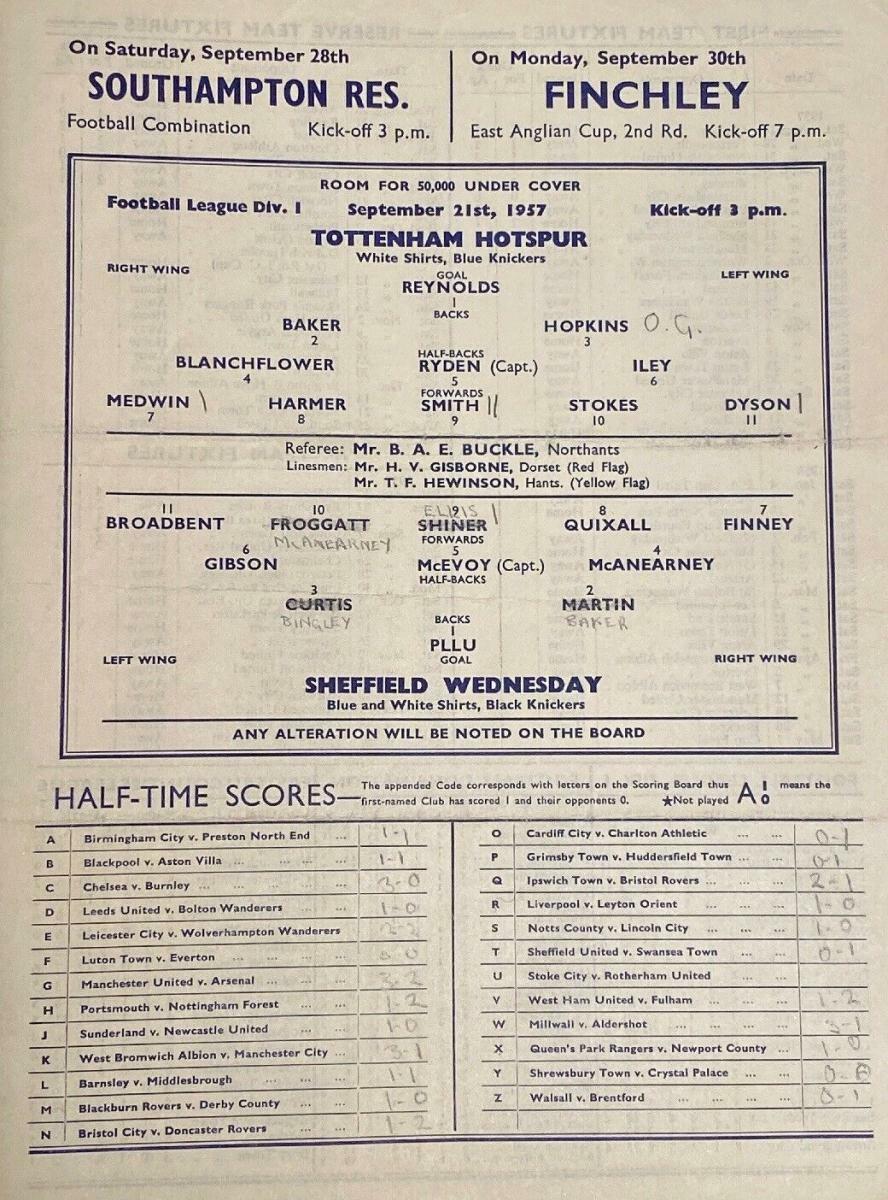 On Saturday, September 28th
SOUTHAMPTON RES.
Football Combination Kick-off 3 p.m.
On Monday, September 30th
FINCHLEY
East Anglian Cup, 2nd Rd. Kick-off 7 p.m.
ROOM FOR 50,000 UNDER COVER
Football League Div. I September 21st, 1957 Kick-off 3 p.m.
TOTTENHAM HOTSPUR
White Shirts, Blue Knickers
RIGHT WING GOAL LEFT WING
REYNOLDS
1
BACKS
BAKER HOPKINS O.G.
2 3
HALF-BACKS
BLANCHFLOWER RYDEN (Capt.) ILEY
4 5 6
FORWARDS
MEDWIN \ HARMER SMITH || STOKES DYSON |
7 8 9 10 11
Referee: Mr. B. A. E. BUCKLE, Northants
Linesmen: Mr. H. V. GISBORNE, Dorset (Red Flag)
Mr. T. F. HEWINSON, Hants. (Yellow Flag)
11 10 9 8 7
ELLIS \
BROADBENT FROGGATT SHINER QUIXALL FINNEY
McANEARNEY FORWARDS
6 5 4
GIBSON McEVOY (Capt.) McANEARNEY
HALF-BACKS
3 2
CURTIS MARTIN
BINGLEY BAKER
BACKS
1
PLLU
LEFT WING GOAL RIGHT WING
SHEFFIELD WEDNESDAY
Blue and White Shirts, Black Knickers
ANY ALTERATION WILL BE NOTED ON THE BOARD
HALF-TIME SCORES—The appended Code corresponds with letters on the Scoring Board thus A 1 0 means the
first-named Club has scored 1 and their opponents 0. ★Not played
A Birmingham City v. Preston North End ... 1-1
B Blackpool v. Aston Villa ... ... ... 1-1
C Chelsea v. Burnley ... ... ... 3-0
D Leeds United v. Bolton Wanderers ... 1-0
E Leicester City v. Wolverhampton Wanderers 2-2
F Luton Town v. Everton ... ...
G Manchester United v. Arsenal ... ... 3-2
H Portsmouth v. Nottingham Forest ... ... 1-2
J Sunderland v. Newcastle United ... ... 1-0
K West Bromwich Albion v. Manchester City ... 3-1
L Barnsley v. Middlesbrough ... ... ... 1-1
M Blackburn Rovers v. Derby County ... ... 1-0
N Bristol City v. Doncaster Rovers ... ... 1-2
O Cardiff City v. Charlton Athletic ... ... 0-1
P Grimsby Town v. Huddersfield Town ... ... 0-1
Q Ipswich Town v. Bristol Rovers ... ... 2-1
R Liverpool v. Leyton Orient ... ... 1-0
S Notts County v. Lincoln City ... ... ... 1-0
T Sheffield United v. Swansea Town ... ... 0-1
U Stoke City v. Rotherham United ... ...
V West Ham United v. Fulham ... ... ... 1-2
W Millwall v. Aldershot ... ... ... ... 3-1
X Queen's Park Rangers v. Newport County ... 1-0
Y Shrewsbury Town v. Crystal Palace ... ... 0-0
Z Walsall v. Brentford ... ... ... ... 0-1